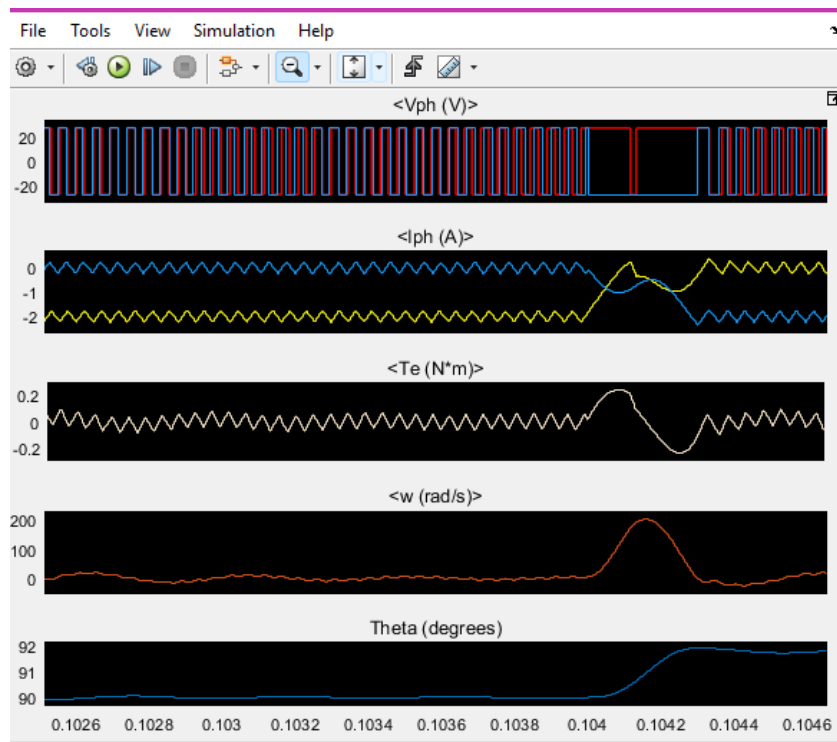 File Tools View Simulation Help
<Vph (V)>
20
0
-20
<Iph (A)>
0
-1
-2
<Te (N*m)>
0.2
0
-0.2
<w (rad/s)>
200
100
0
Theta (degrees)
92
91
90
0.1026 0.1028 0.103 0.1032 0.1034 0.1036 0.1038 0.104 0.1042 0.1044 0.1046